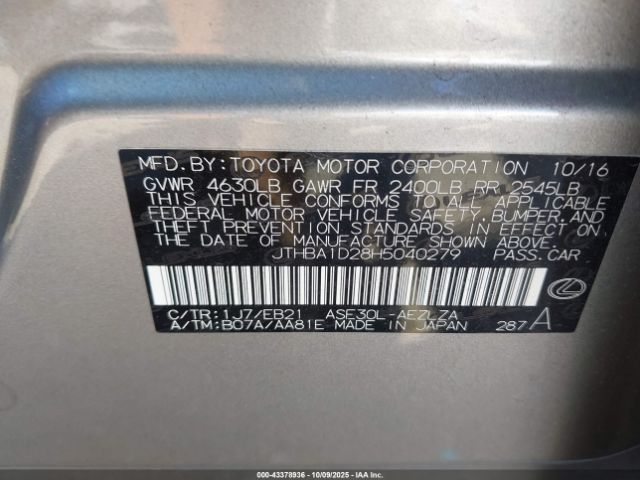 MFD. BY: TOYOTA MOTOR CORPORATION 10/16
GVWR 4630LB GAWR FR 2400LB RR 2545LB
THIS VEHICLE CONFORMS TO ALL APPLICABLE
FEDERAL MOTOR VEHICLE SAFETY, BUMPER, AND
THEFT PREVENTION STANDARDS IN EFFECT ON
THE DATE OF MANUFACTURE SHOWN ABOVE.
JTHBA1D28H5040279 PASS. CAR
C/TR: 1J7/EB21 ASE30L-AEZLZA
A/TM: B07A/AA81E MADE IN JAPAN 287 A
000-43378936 - 10/09/2025 - IAAI.COM